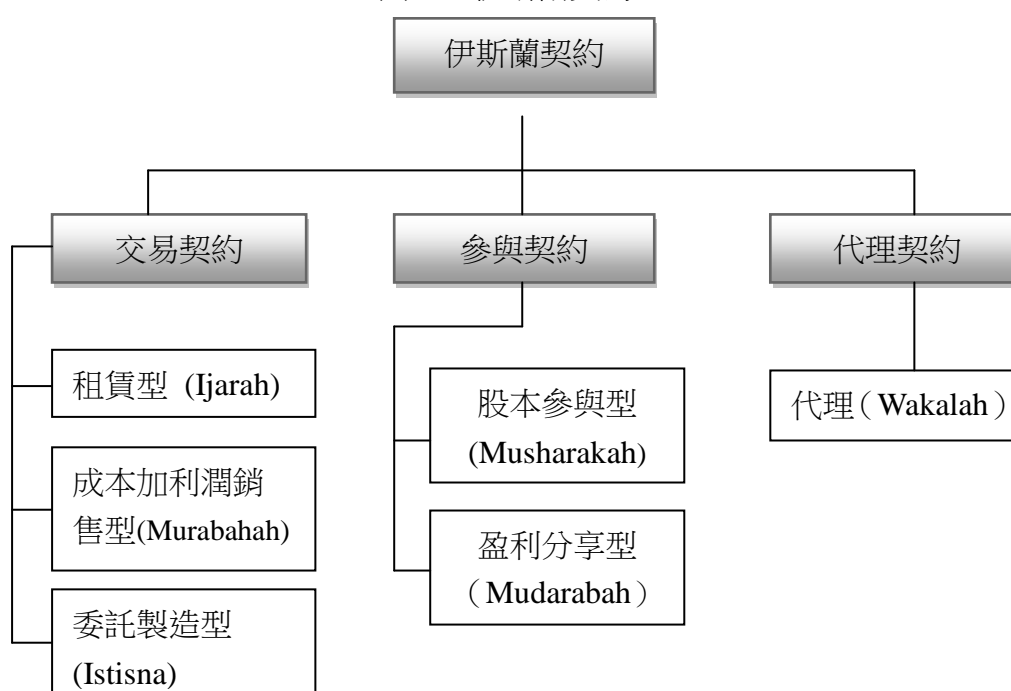 伊斯蘭契約
交易契約
參與契約
代理契約
租賃型 (Ijarah)
成本加利潤銷
售型(Murabahah)
委託製造型
(Istisna)
股本參與型
(Musharakah)
盈利分享型
（Mudarabah）
代理（Wakalah）